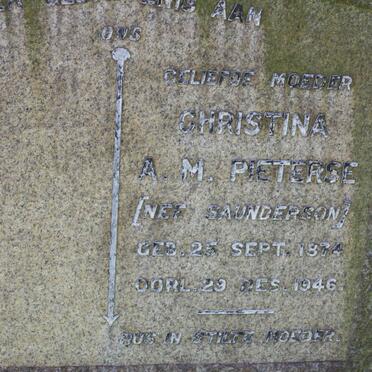 AAN
ONS
GELIEFDE MOEDER
CHRISTINA
A. M. PIETERSE
[NEE SAUNDERSON]
GEB. 25 SEPT. 1874
OORL. 29 DES. 1946.
RUS IN STILTE MOEDER.